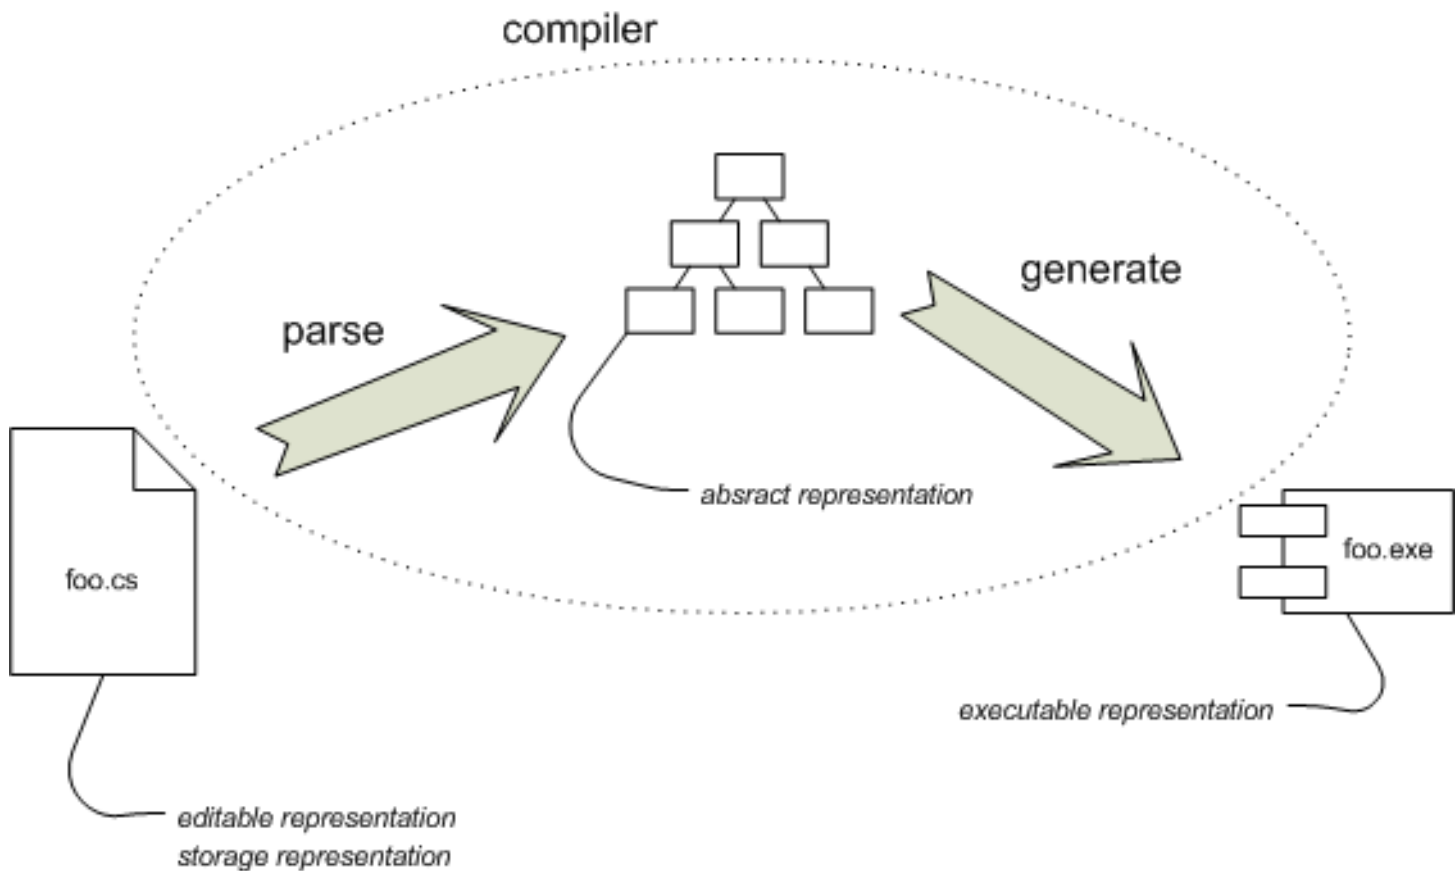 compiler
parse
generate
absract representation
foo.cs
foo.exe
executable representation
editable representation
storage representation